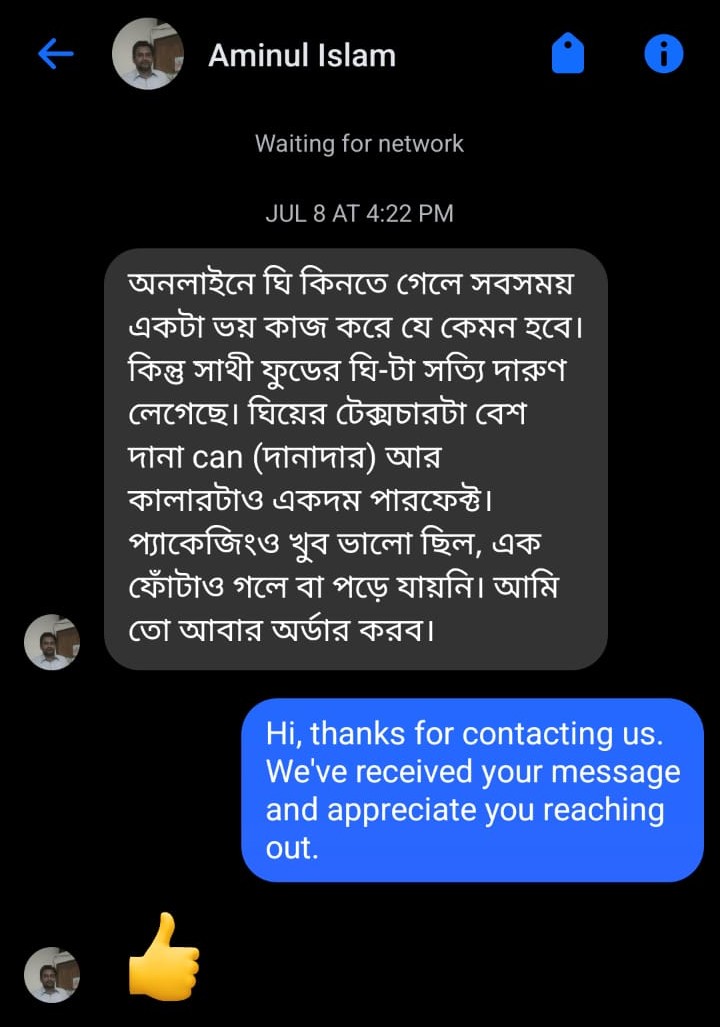 Aminul Islam
Waiting for network
JUL 8 AT 4:22 PM
অনলাইনে ঘি কিনতে গেলে সবসময়
একটা ভয় কাজ করে যে কেমন হবে।
কিন্তু সাথী ফুডের ঘি-টা সত্যি দারুণ
লেগেছে। ঘিয়ের টেক্সচারটা বেশ
দানা can (দানাদার) আর
কালারটাও একদম পারফেক্ট।
প্যাকেজিংও খুব ভালো ছিল, এক
ফোঁটাও গলে বা পড়ে যায়নি। আমি
তো আবার অর্ডার করব।
Hi, thanks for contacting us.
We've received your message
and appreciate you reaching
out.